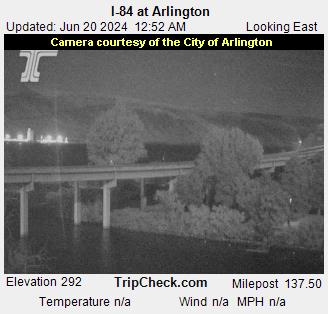 I-84 at Arlington
Updated: Jun 20 2024 12:52 AM Looking East
Camera courtesy of the City of Arlington
Elevation 292 TripCheck.com Milepost 137.50
Temperature n/a Wind n/a MPH n/a